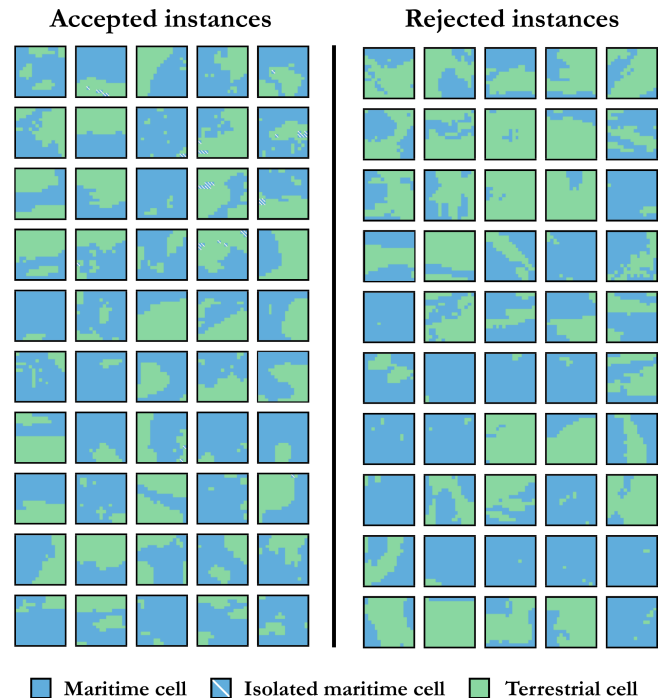 Accepted instances
Rejected instances
Maritime cell
Isolated maritime cell
Terrestrial cell